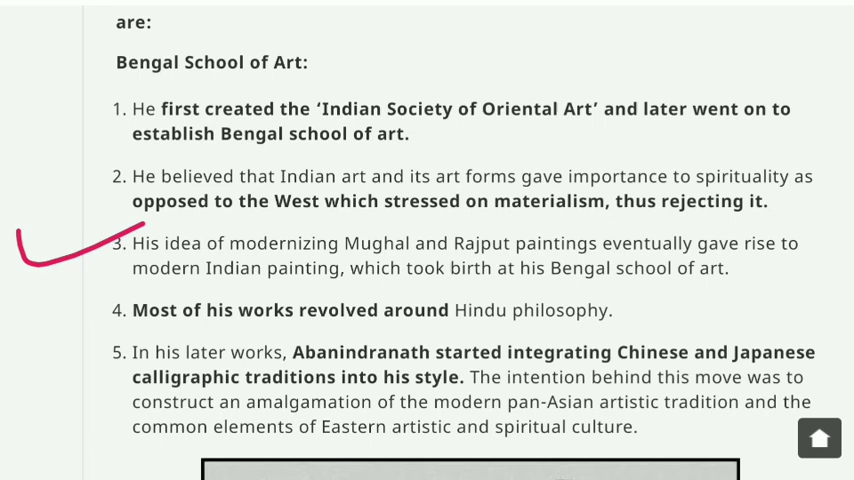 are:
Bengal School of Art:
1. He first created the ‘Indian Society of Oriental Art’ and later went on to
establish Bengal school of art.
2. He believed that Indian art and its art forms gave importance to spirituality as
opposed to the West which stressed on materialism, thus rejecting it.
3. His idea of modernizing Mughal and Rajput paintings eventually gave rise to
modern Indian painting, which took birth at his Bengal school of art.
4. Most of his works revolved around Hindu philosophy.
5. In his later works, Abanindranath started integrating Chinese and Japanese
calligraphic traditions into his style. The intention behind this move was to
construct an amalgamation of the modern pan-Asian artistic tradition and the
common elements of Eastern artistic and spiritual culture.